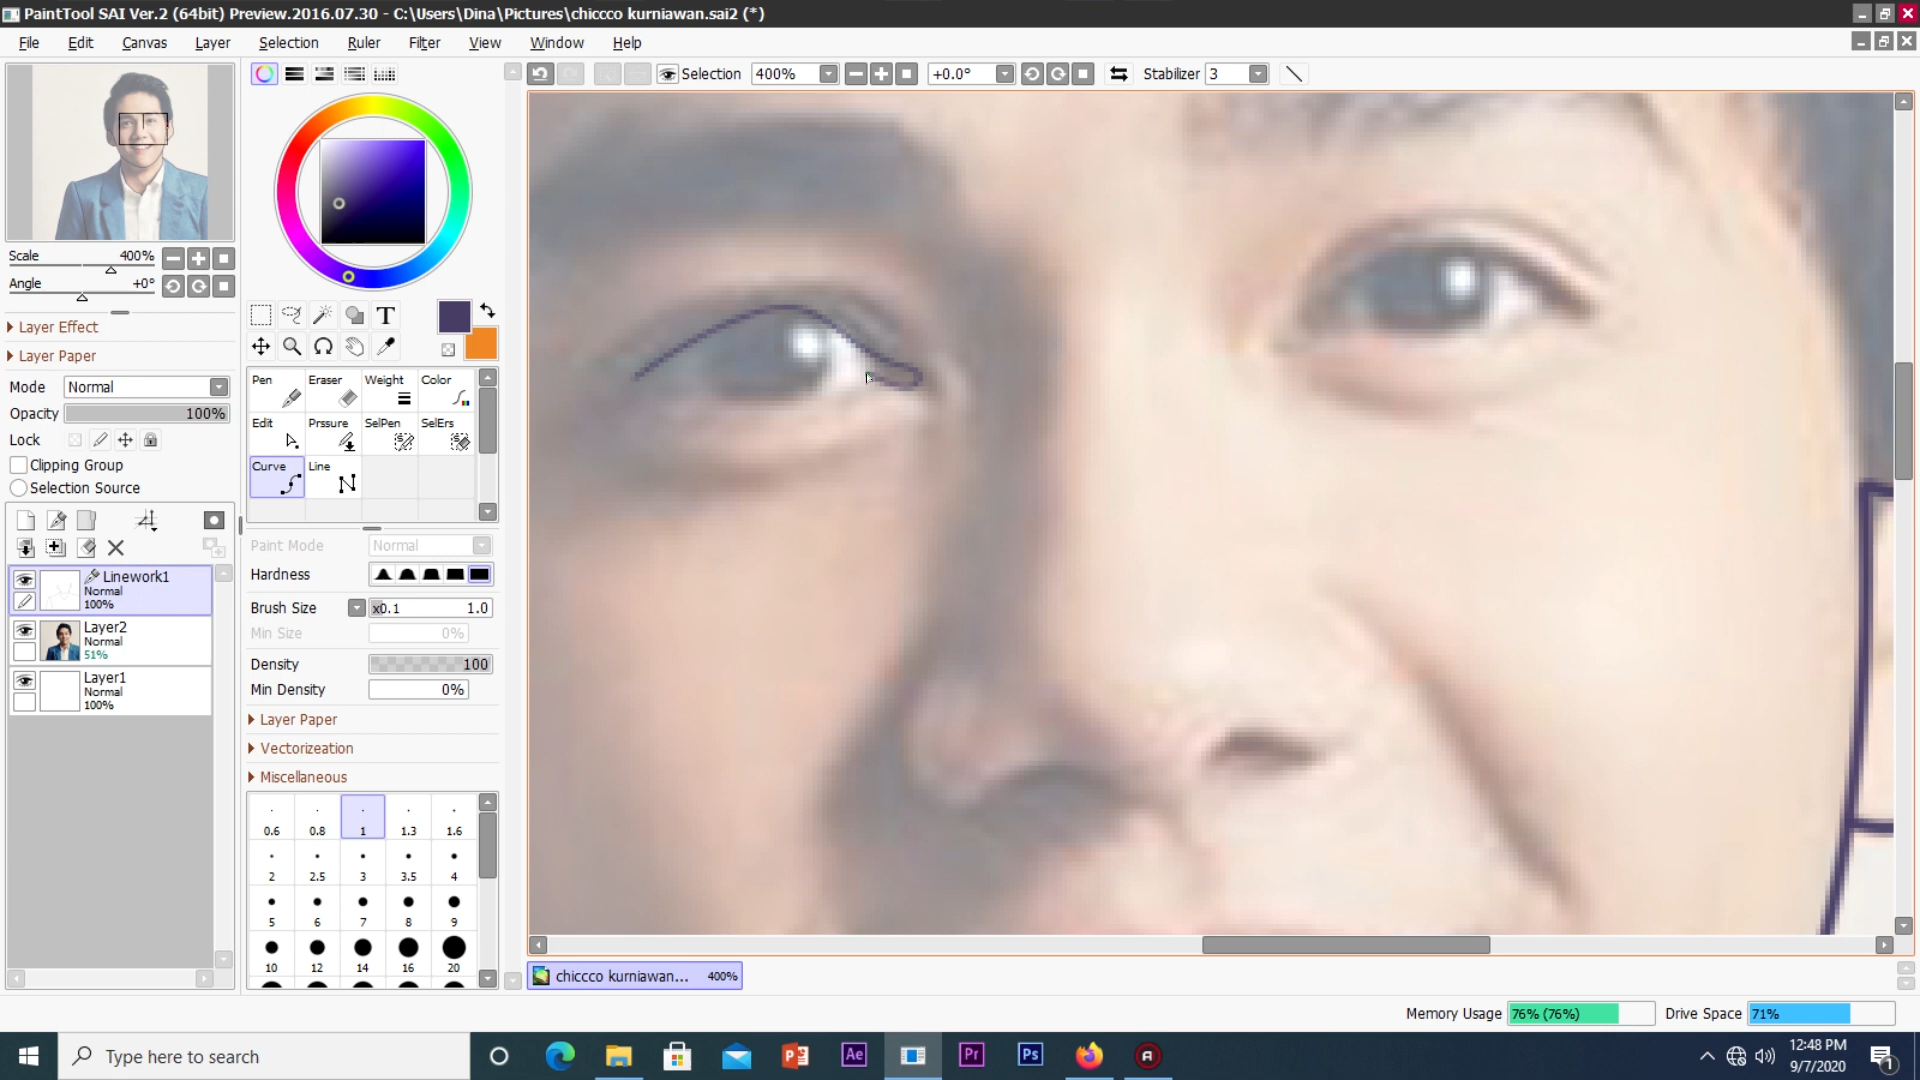 PaintTool SAI Ver.2 (64bit) Preview.2016.07.30 - C:\Users\Dina\Pictures\chiccco kurniawan.sai2 (*)
File Edit Canvas Layer Selection Ruler Filter View Window Help
Selection 400% +0.0° Stabilizer 3
Scale 400%
Angle +0°
Layer Effect
Layer Paper
Mode Normal
Opacity 100%
Lock
Clipping Group
Selection Source
Linework1
Normal
100%
Layer2
Normal
51%
Layer1
Normal
100%
T
Pen Eraser Weight Color
Edit Prssure SelPen SelErs
Curve Line
Paint Mode Normal
Hardness
Brush Size x0.1 1.0
Min Size 0%
Density 100
Min Density 0%
Layer Paper
Vectorizeation
Miscellaneous
0.6 0.8 1 1.3 1.6
2 2.5 3 3.5 4
5 6 7 8 9
10 12 14 16 20
chiccco kurniawan... 400%
Memory Usage 76% (76%) Drive Space 71%
Type here to search
Ae Pr Ps
12:48 PM
9/7/2020
1